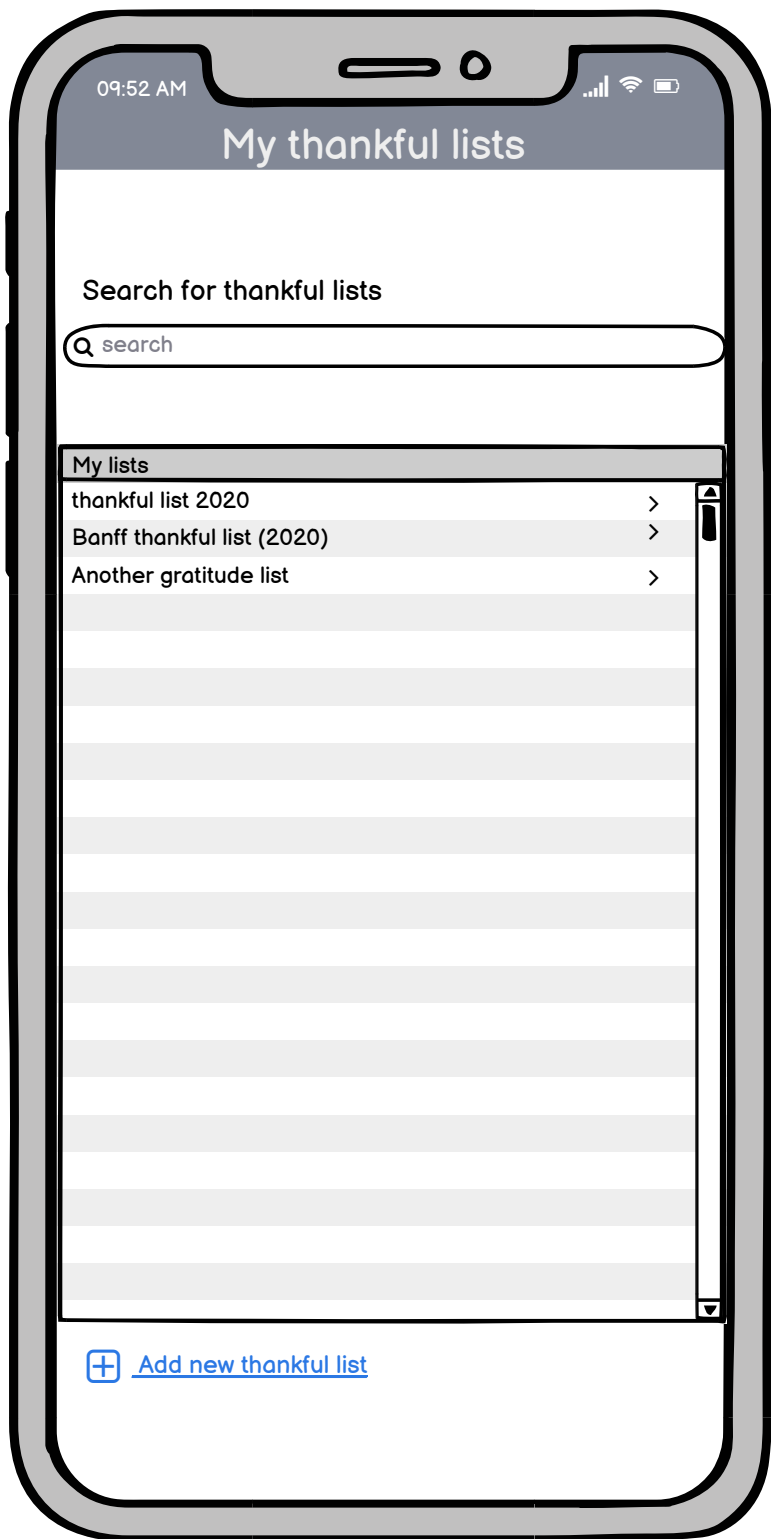 09:52 AM
My thankful lists
Search for thankful lists
search
My lists
thankful list 2020
Banff thankful list (2020)
Another gratitude list
Add new thankful list